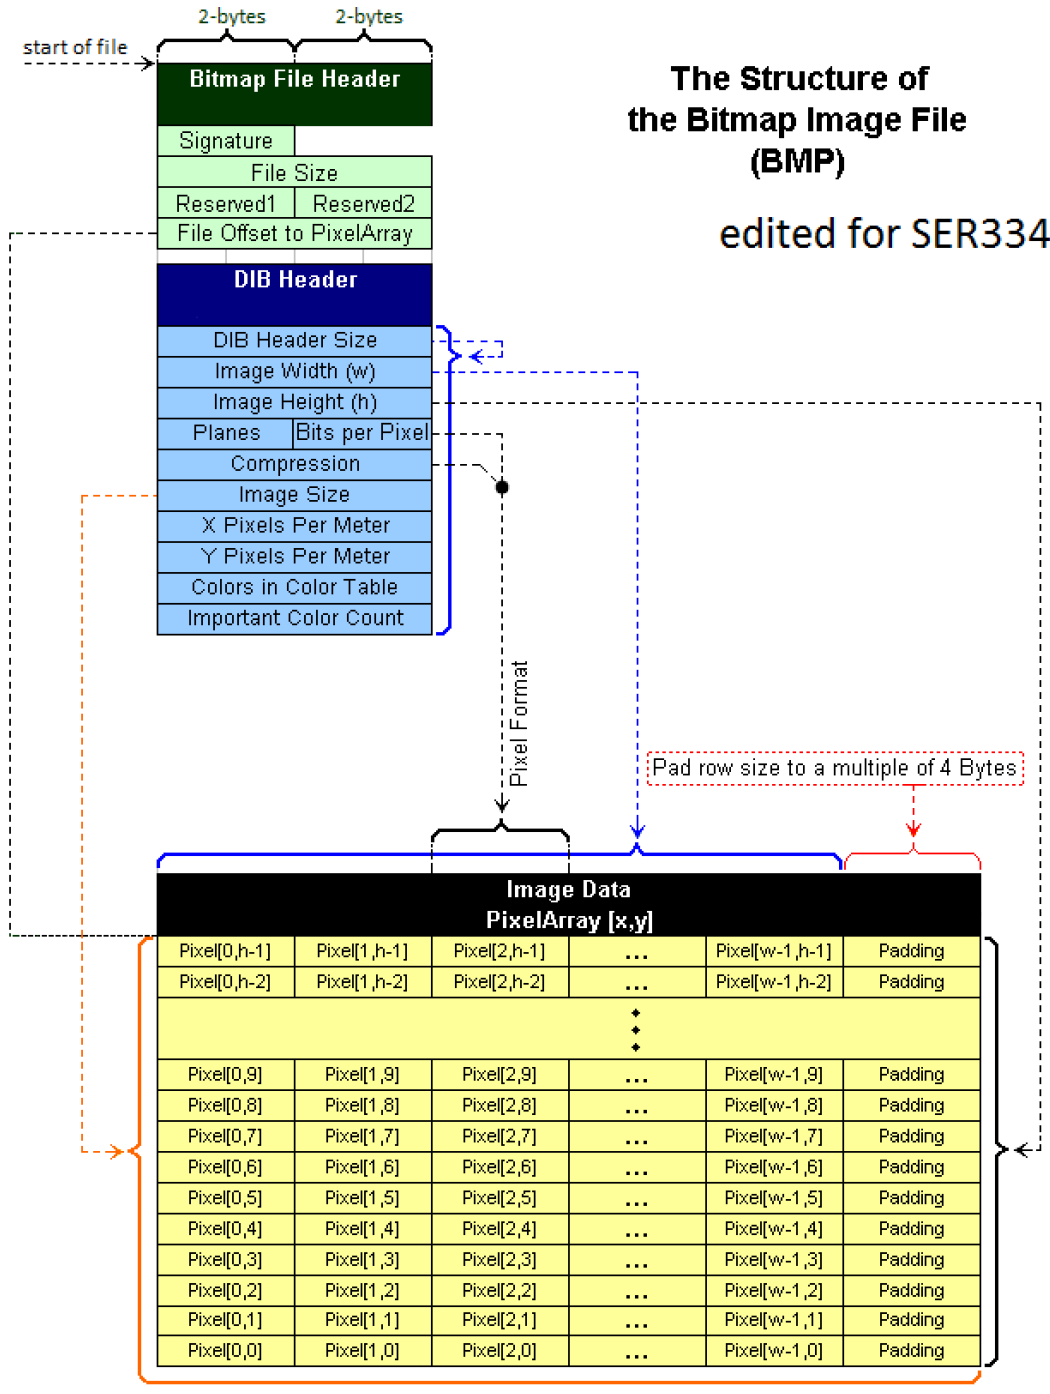 2-bytes 2-bytes
start of file
Bitmap File Header
The Structure of
the Bitmap Image File
(BMP)
edited for SER334
Signature
File Size
Reserved1 Reserved2
File Offset to PixelArray
DIB Header
DIB Header Size
Image Width (w)
Image Height (h)
Planes Bits per Pixel
Compression
Image Size
X Pixels Per Meter
Y Pixels Per Meter
Colors in Color Table
Important Color Count
Pixel Format
Pad row size to a multiple of 4 Bytes
Image Data
PixelArray [x,y]
Pixel[0,h-1] Pixel[1,h-1] Pixel[2,h-1] ... Pixel[w-1,h-1] Padding
Pixel[0,h-2] Pixel[1,h-2] Pixel[2,h-2] ... Pixel[w-1,h-2] Padding
Pixel[0,9] Pixel[1,9] Pixel[2,9] ... Pixel[w-1,9] Padding
Pixel[0,8] Pixel[1,8] Pixel[2,8] ... Pixel[w-1,8] Padding
Pixel[0,7] Pixel[1,7] Pixel[2,7] ... Pixel[w-1,7] Padding
Pixel[0,6] Pixel[1,6] Pixel[2,6] ... Pixel[w-1,6] Padding
Pixel[0,5] Pixel[1,5] Pixel[2,5] ... Pixel[w-1,5] Padding
Pixel[0,4] Pixel[1,4] Pixel[2,4] ... Pixel[w-1,4] Padding
Pixel[0,3] Pixel[1,3] Pixel[2,3] ... Pixel[w-1,3] Padding
Pixel[0,2] Pixel[1,2] Pixel[2,2] ... Pixel[w-1,2] Padding
Pixel[0,1] Pixel[1,1] Pixel[2,1] ... Pixel[w-1,1] Padding
Pixel[0,0] Pixel[1,0] Pixel[2,0] ... Pixel[w-1,0] Padding